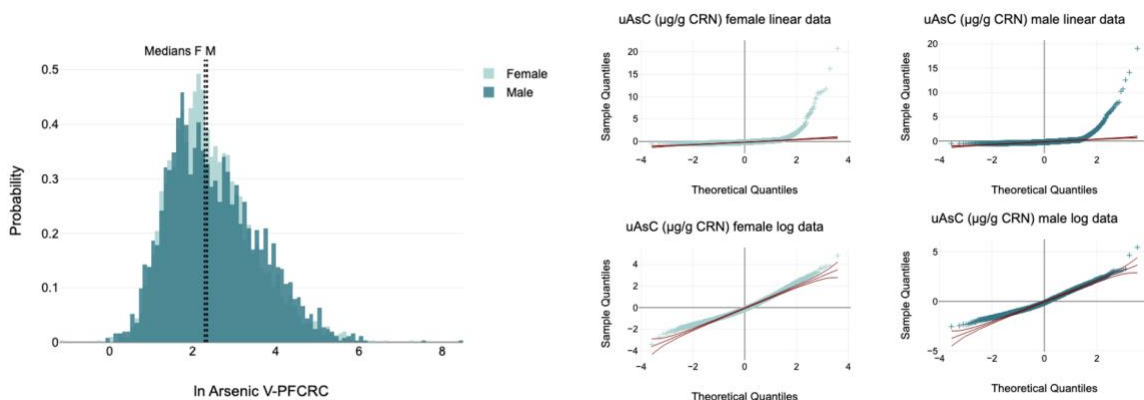 Medians F M
0.5
0.4
0.3
0.2
0.1
0
Probability
0 2 4 6 8
ln Arsenic V-PFCRC
Female
Male
uAsC (µg/g CRN) female linear data
20
15
10
5
0
Sample Quantiles
−4 −2 0 2 4
Theoretical Quantiles
uAsC (µg/g CRN) male linear data
20
15
10
5
0
Sample Quantiles
−4 −2 0 2
Theoretical Quantiles
uAsC (µg/g CRN) female log data
4
2
0
−2
−4
Sample Quantiles
−4 −2 0 2 4
Theoretical Quantiles
uAsC (µg/g CRN) male log data
5
0
−5
Sample Quantiles
−4 −2 0 2
Theoretical Quantiles